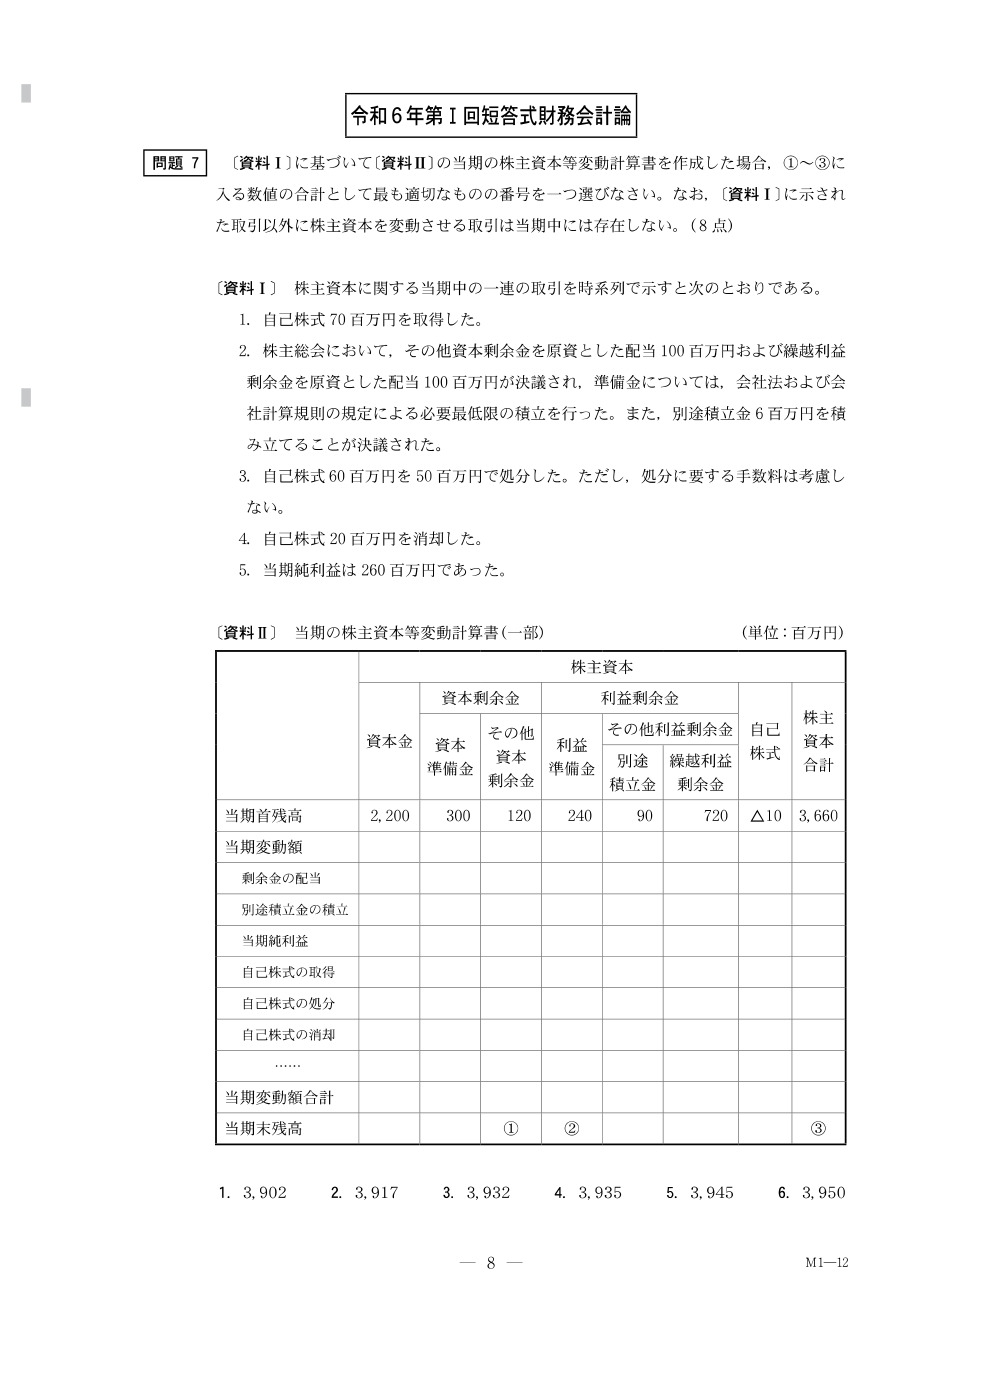 令和6年第Ⅰ回短答式財務会計論
問題 7 〔資料Ⅰ〕に基づいて〔資料Ⅱ〕の当期の株主資本等変動計算書を作成した場合，①～③に
入る数値の合計として最も適切なものの番号を一つ選びなさい。なお，〔資料Ⅰ〕に示され
た取引以外に株主資本を変動させる取引は当期中には存在しない。（8 点）
〔資料Ⅰ〕 株主資本に関する当期中の一連の取引を時系列で示すと次のとおりである。
1. 自己株式 70 百万円を取得した。
2. 株主総会において，その他資本剰余金を原資とした配当 100 百万円および繰越利益
剰余金を原資とした配当 100 百万円が決議され，準備金については，会社法および会
社計算規則の規定による必要最低限の積立を行った。また，別途積立金 6 百万円を積
み立てることが決議された。
3. 自己株式 60 百万円を 50 百万円で処分した。ただし，処分に要する手数料は考慮し
ない。
4. 自己株式 20 百万円を消却した。
5. 当期純利益は 260 百万円であった。
〔資料Ⅱ〕 当期の株主資本等変動計算書（一部） （単位：百万円）
株主資本
資本剰余金 利益剰余金
資本金 資本準備金 その他資本剰余金 利益準備金 その他利益剰余金 自己株式 株主資本合計
別途積立金 繰越利益剰余金
当期首残高 2,200 300 120 240 90 720 △10 3,660
当期変動額
剰余金の配当
別途積立金の積立
当期純利益
自己株式の取得
自己株式の処分
自己株式の消却
……
当期変動額合計
当期末残高 ① ② ③
1. 3,902 2. 3,917 3. 3,932 4. 3,935 5. 3,945 6. 3,950
— 8 — M1—12